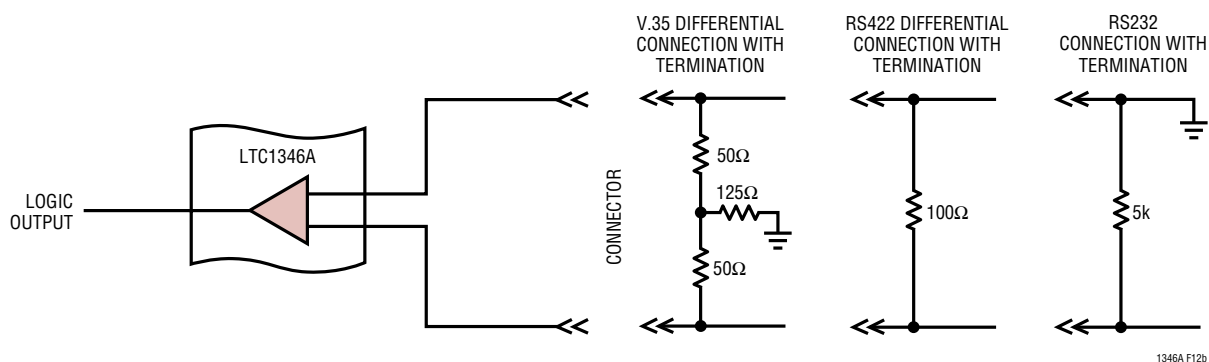 V.35 DIFFERENTIAL
CONNECTION WITH
TERMINATION
RS422 DIFFERENTIAL
CONNECTION WITH
TERMINATION
RS232
CONNECTION WITH
TERMINATION
LTC1346A
LOGIC
OUTPUT
CONNECTOR
50Ω
125Ω
50Ω
100Ω
5k
1346A F12b